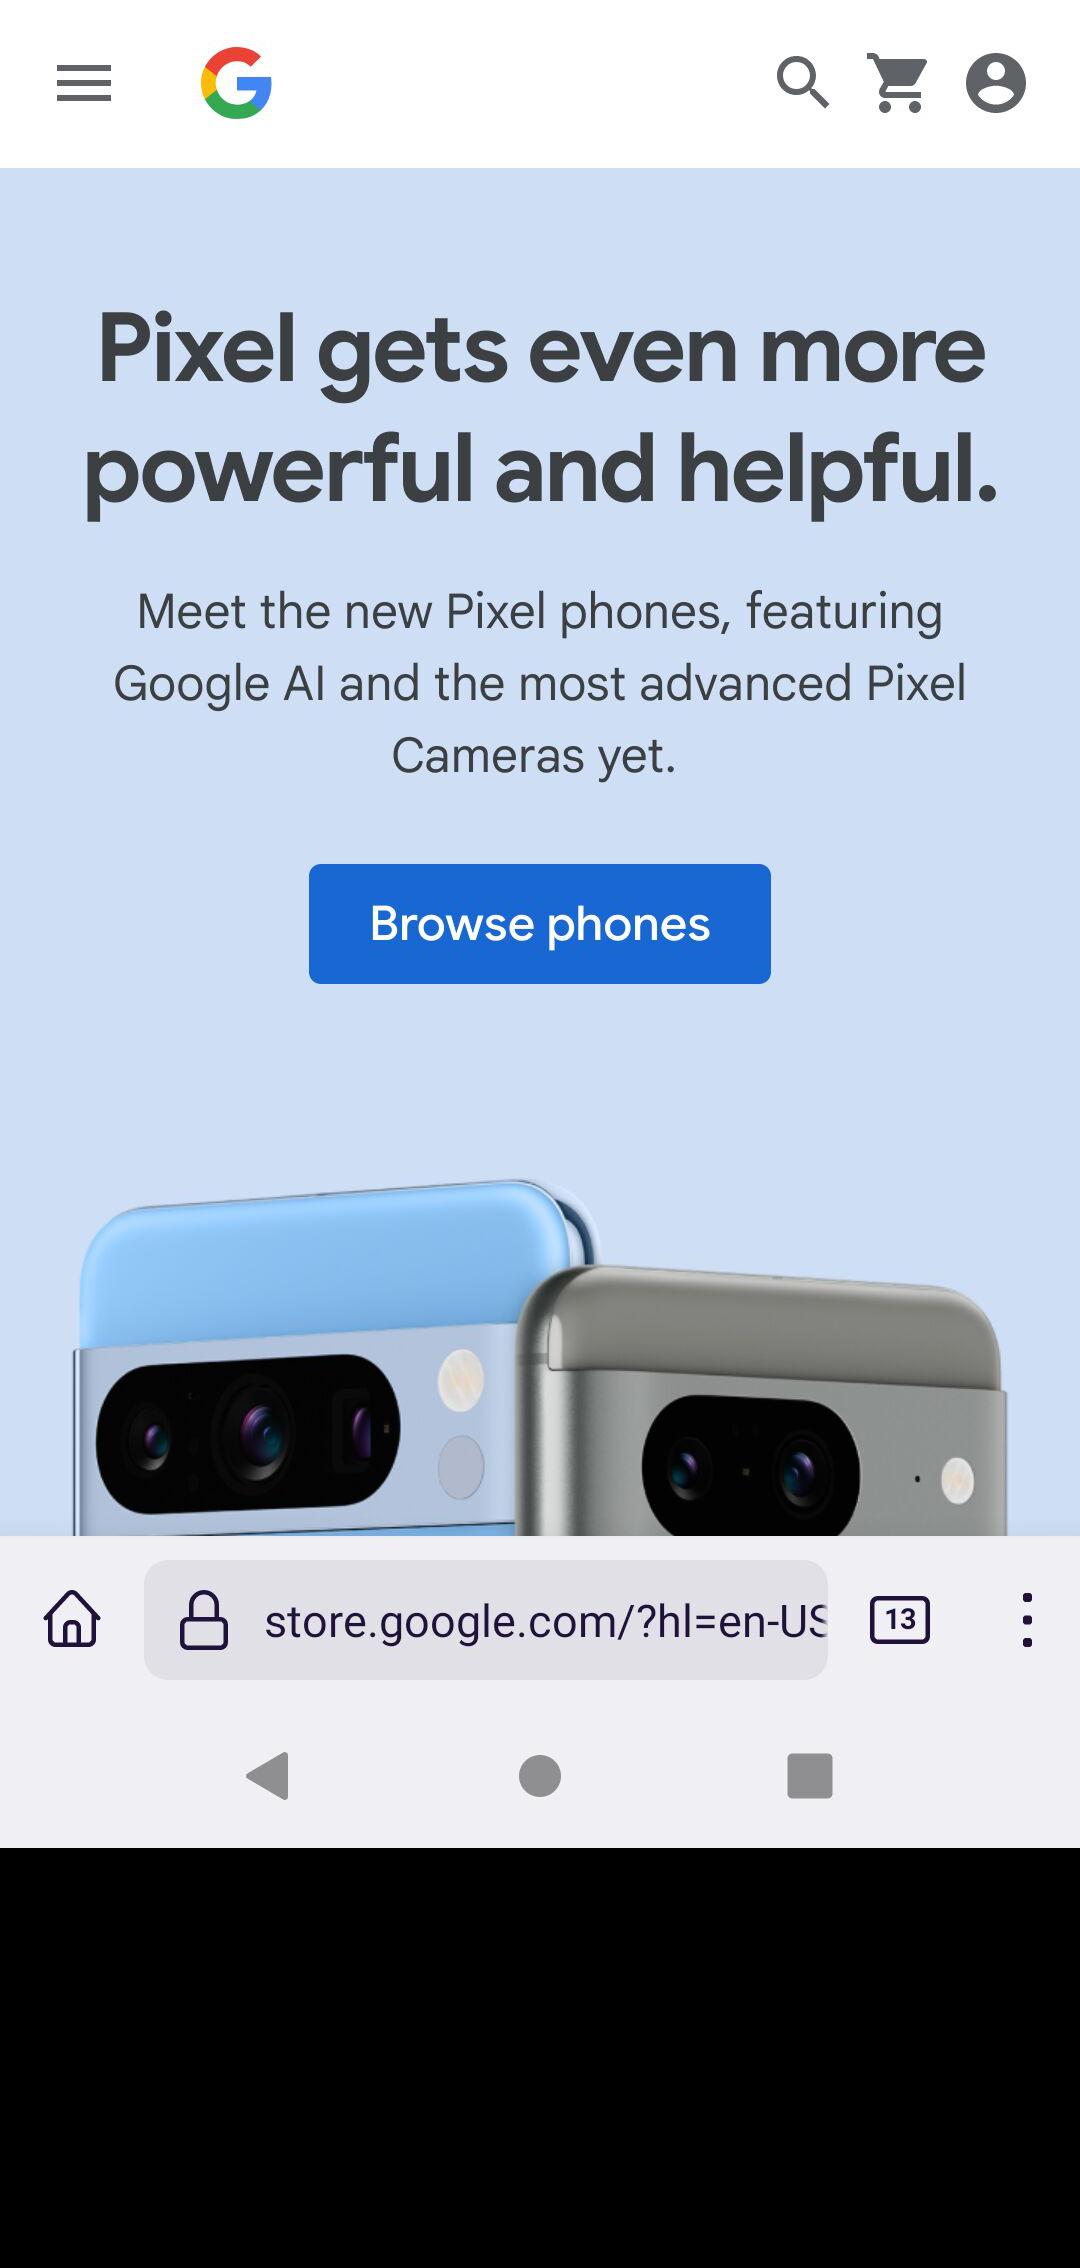 Pixel gets even more
powerful and helpful.
Meet the new Pixel phones, featuring
Google AI and the most advanced Pixel
Cameras yet.
Browse phones
store.google.com/?hl=en-US
13